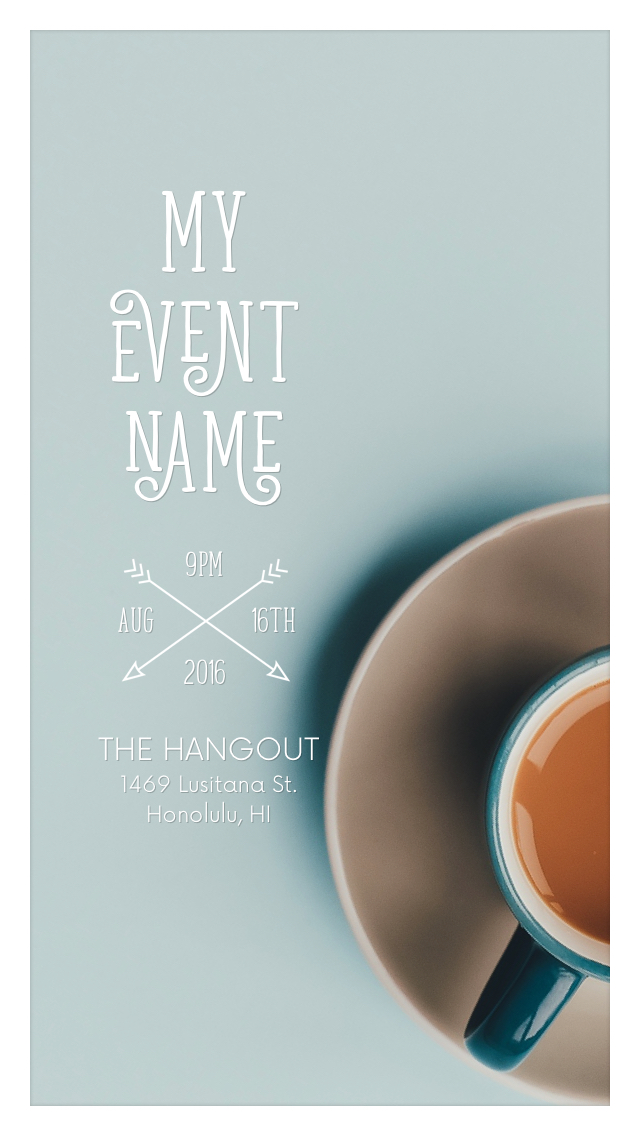 MY
EVENT
NAME
9PM
AUG 16TH
2016
THE HANGOUT
1469 Lusitana St.
Honolulu, HI